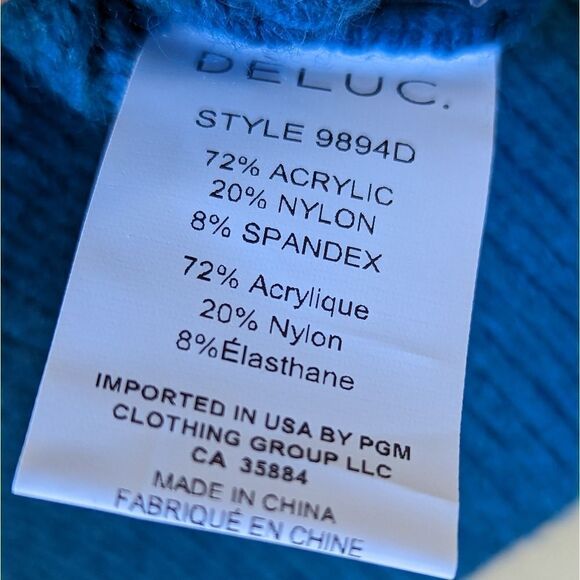 DELUC.
STYLE 9894D
72% ACRYLIC
20% NYLON
8% SPANDEX
72% Acrylique
20% Nylon
8%Élasthane
IMPORTED IN USA BY PGM
CLOTHING GROUP LLC
CA 35884
MADE IN CHINA
FABRIQUÉ EN CHINE